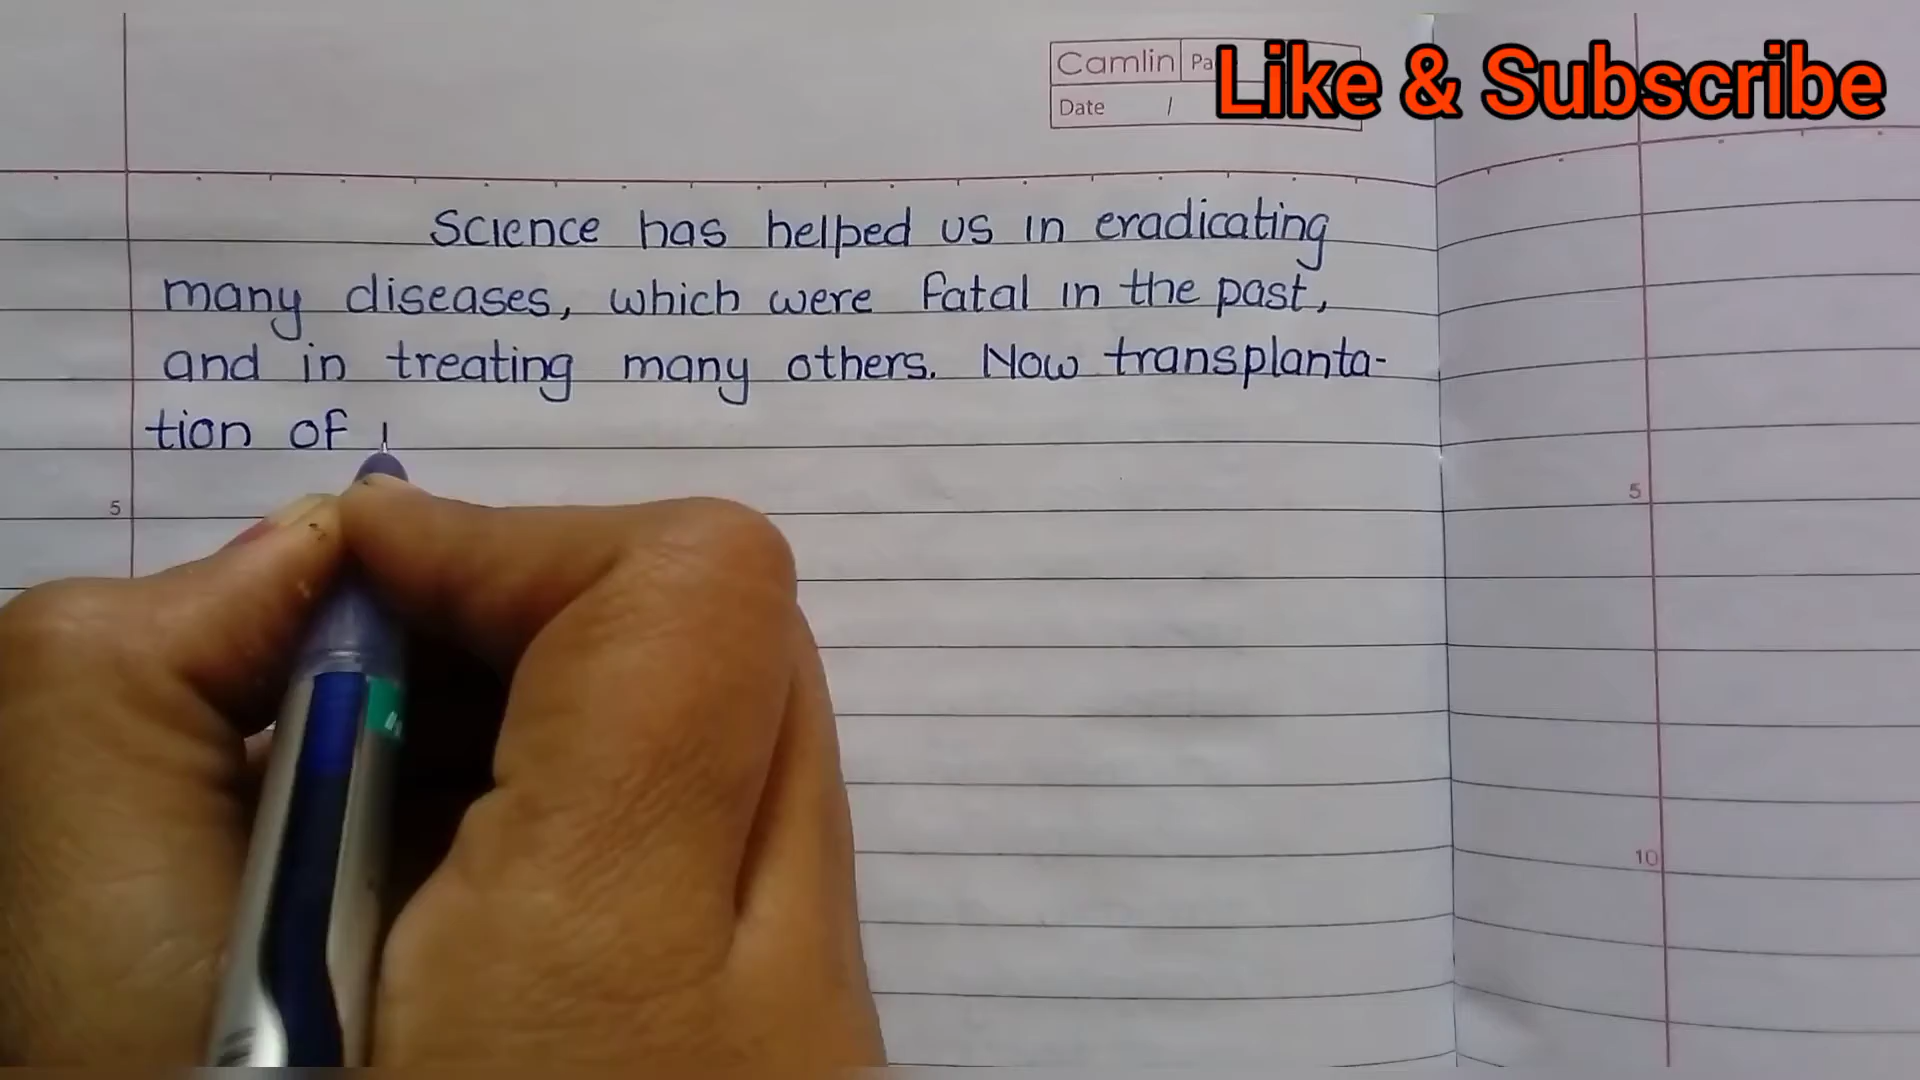 Camlin Pa
Date /
Like & Subscribe
Science has helped us in eradicating
many diseases, which were fatal in the past,
and in treating many others. Now transplanta-
tion of
5
5
10